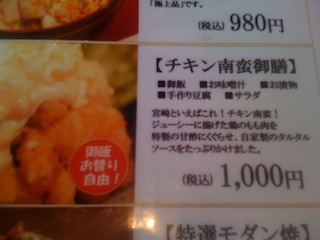 「極上品」です。
(税込) 980円
【チキン南蛮御膳】
■御飯 ■お味噌汁 ■お漬物
■手作り豆腐 ■サラダ
宮崎といえばこれ!チキン南蛮!
ジューシーに揚げた鶏のもも肉を
特製の甘酢にくぐらせ、自家製のタルタル
ソースをたっぷりかけました。
御飯
お替り
自由!
(税込) 1,000円
【特選モダン焼】